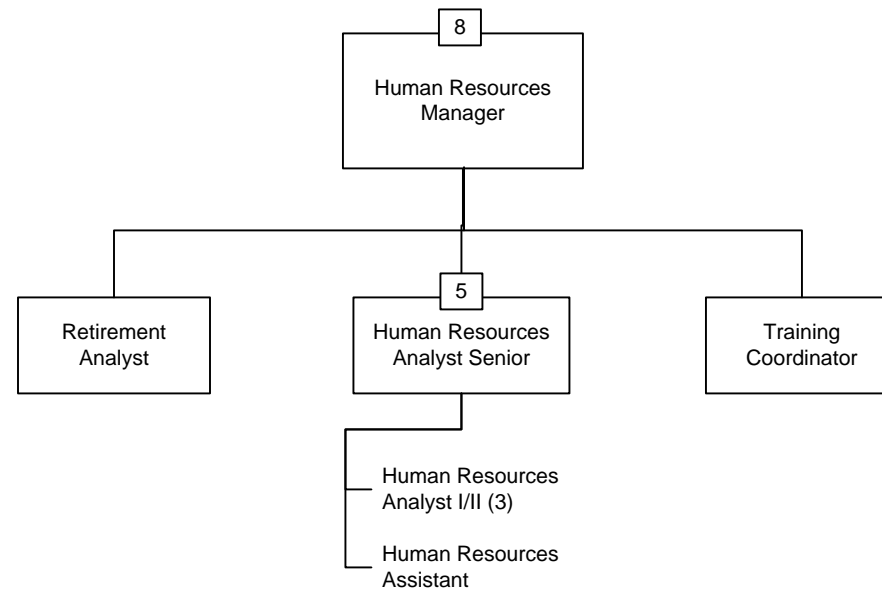 8
Human Resources
Manager
Retirement
Analyst
5
Human Resources
Analyst Senior
Training
Coordinator
Human Resources
Analyst I/II (3)
Human Resources
Assistant